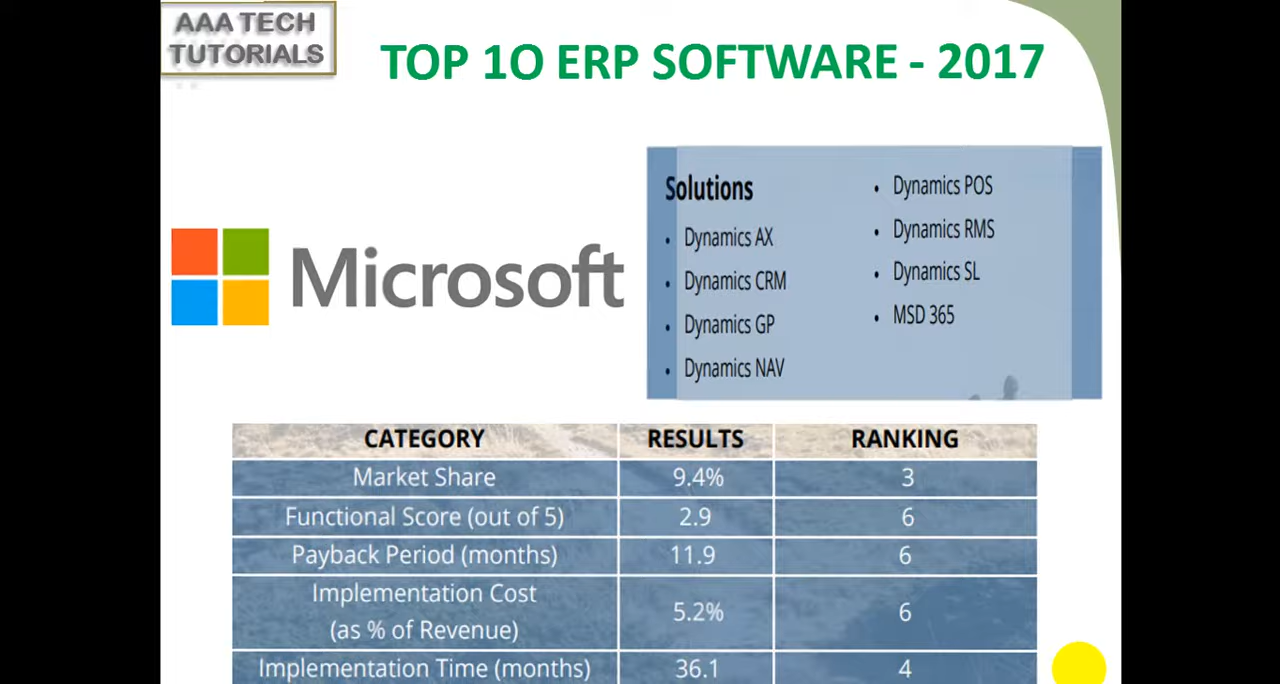 AAA TECH
TUTORIALS
TOP 1O ERP SOFTWARE - 2017
Microsoft
Solutions
• Dynamics AX
• Dynamics CRM
• Dynamics GP
• Dynamics NAV
• Dynamics POS
• Dynamics RMS
• Dynamics SL
• MSD 365
CATEGORY RESULTS RANKING
Market Share 9.4% 3
Functional Score (out of 5) 2.9 6
Payback Period (months) 11.9 6
Implementation Cost
(as % of Revenue) 5.2% 6
Implementation Time (months) 36.1 4